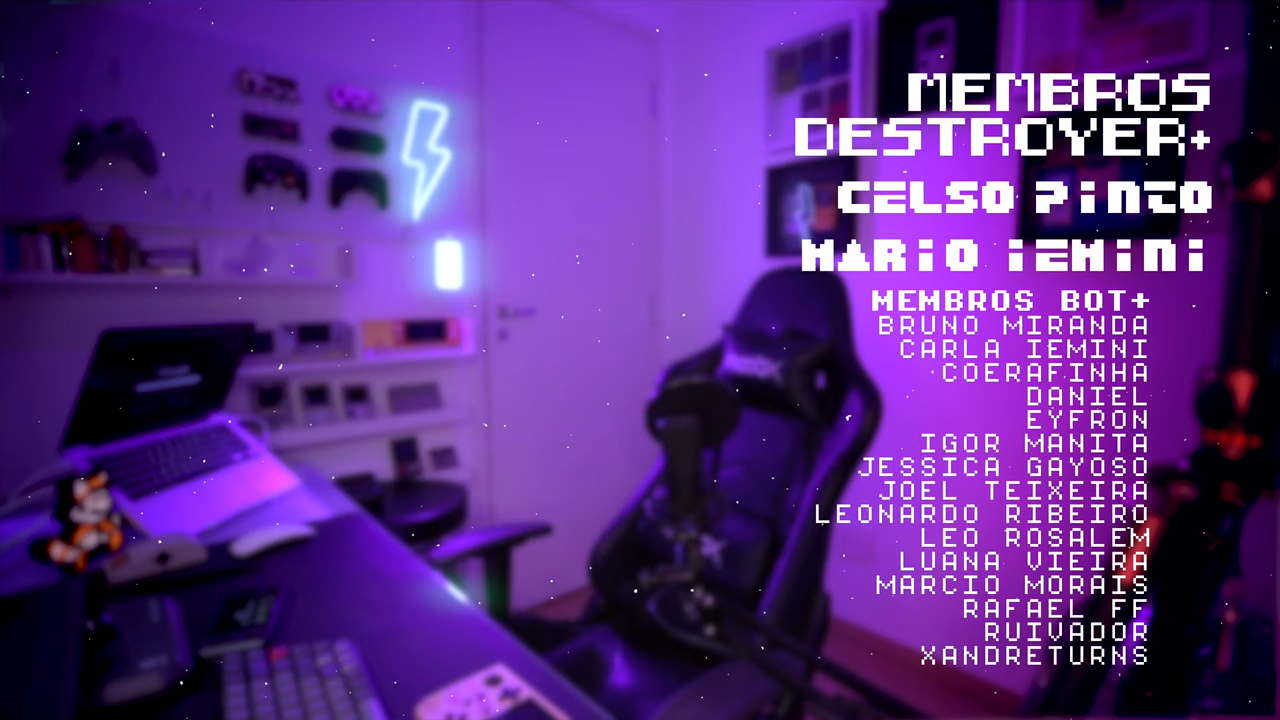 MEMBROS
DESTROYER+
CELSO PINTO
MARIO IEMINI
MEMBROS BOT+
BRUNO MIRANDA
CARLA IEMINI
COERAFINHA
DANIEL
EYFRON
IGOR MANITA
JESSICA GAYOSO
JOEL TEIXEIRA
LEONARDO RIBEIRO
LEO ROSALEM
LUANA VIEIRA
MARCIO MORAIS
RAFAEL FF
RUIVADOR
XANDRETURNS